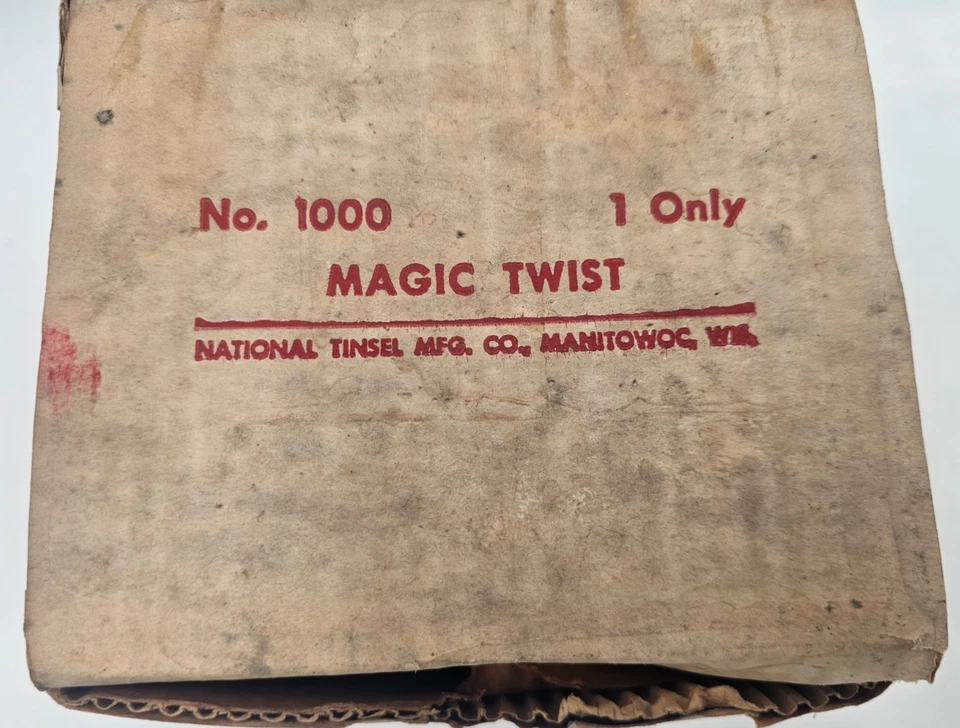 No. 1000 1 Only
MAGIC TWIST
NATIONAL TINSEL MFG. CO., MANITOWOC, WIS.